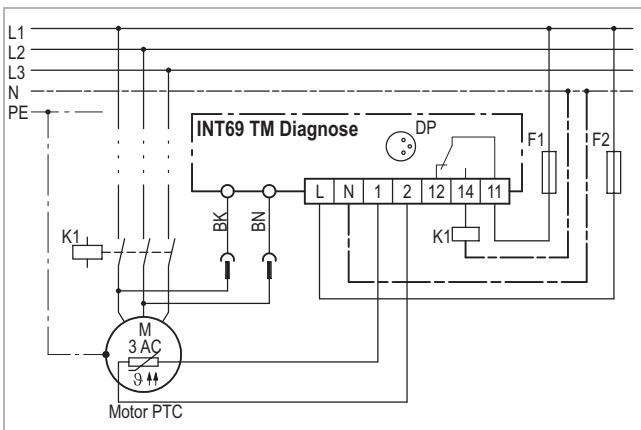 L1
L2
L3
N
PE
INT69 TM Diagnose
DP
F1
F2
L N 1 2 12 14 11
K1
BK
BN
K1
M
3 AC
ϑ
Motor PTC